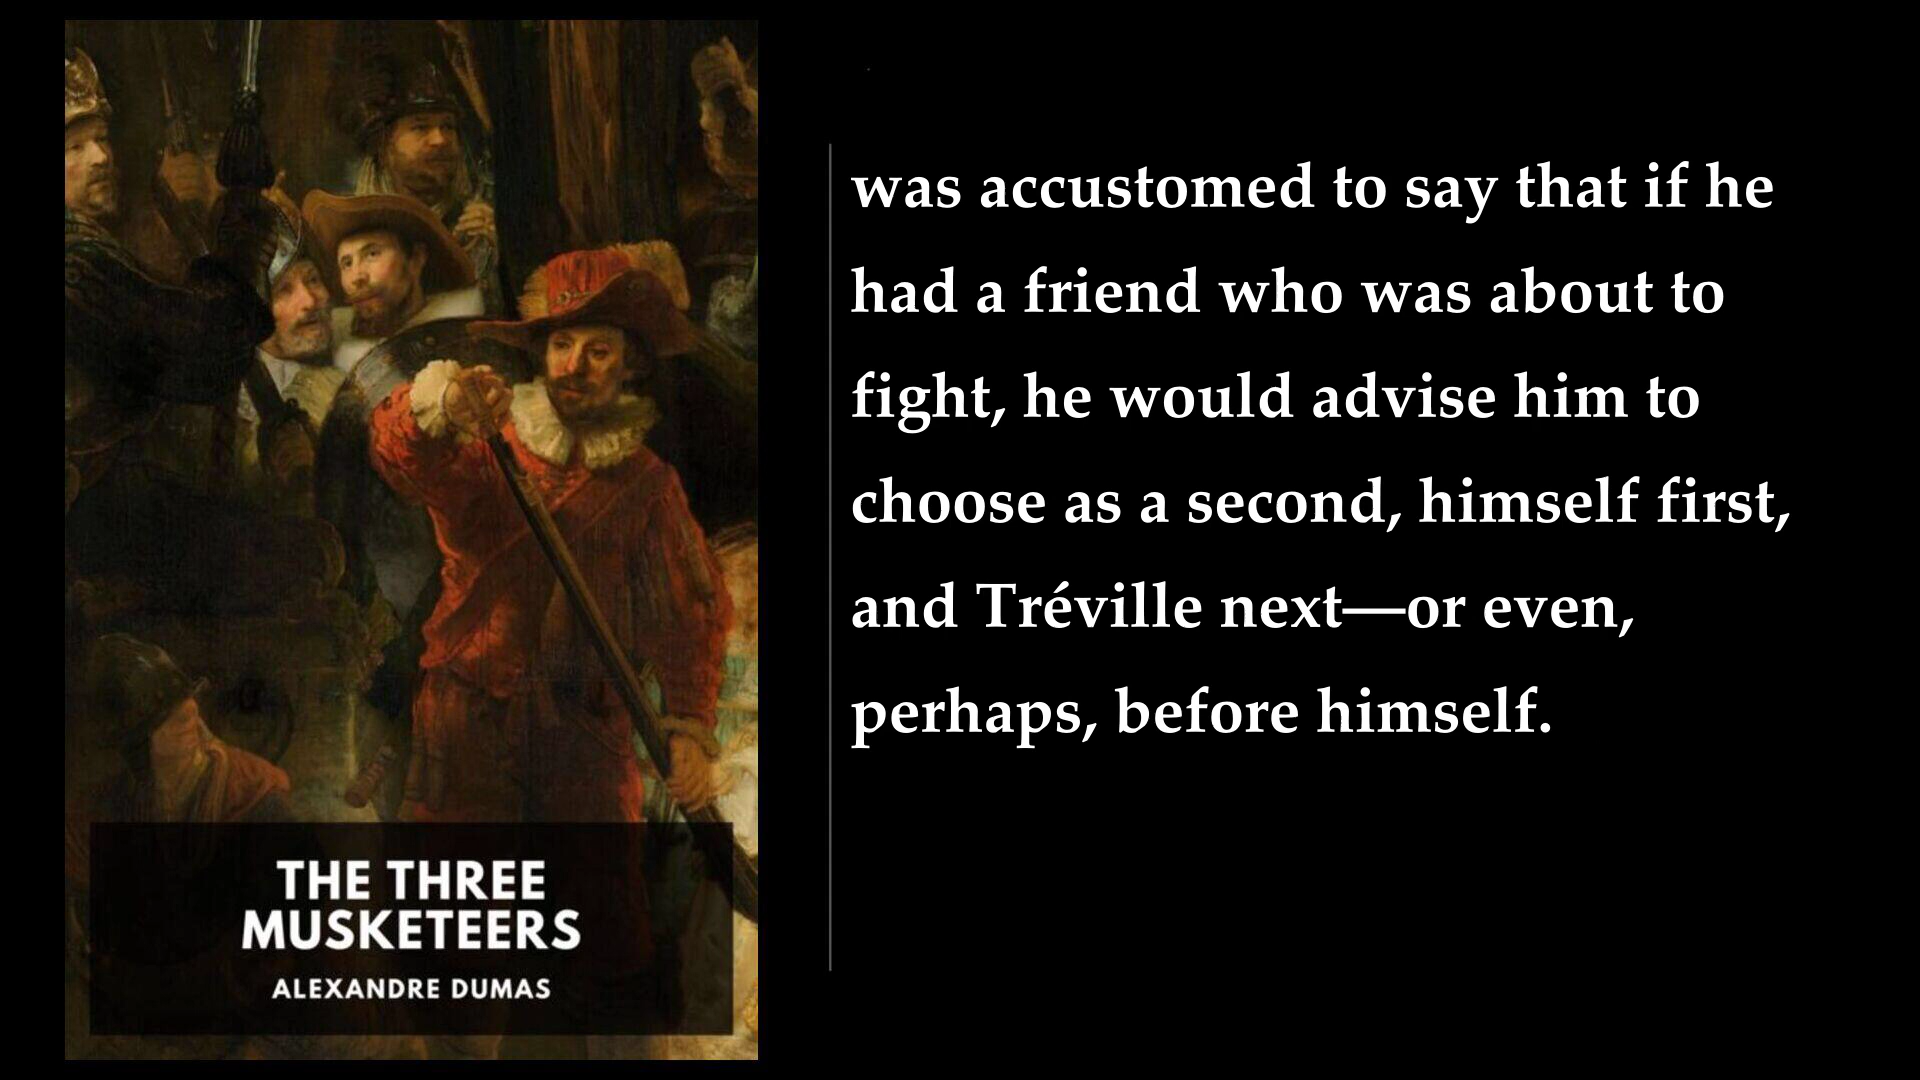 THE THREE
MUSKETEERS
ALEXANDRE DUMAS
was accustomed to say that if he
had a friend who was about to
fight, he would advise him to
choose as a second, himself first,
and Tréville next—or even,
perhaps, before himself.